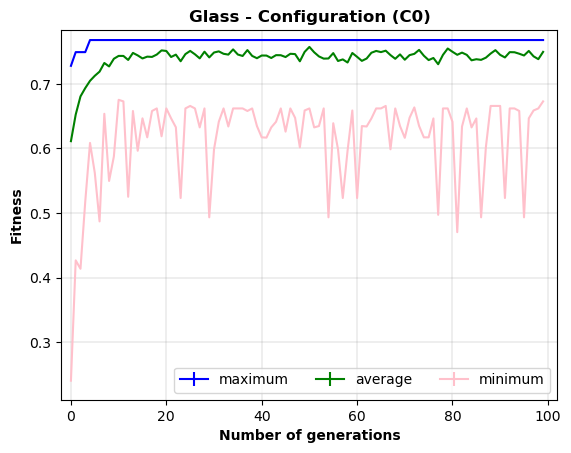 Glass - Configuration (C0)
Fitness
0.7
0.6
0.5
0.4
0.3
0 20 40 60 80 100
Number of generations
maximum average minimum